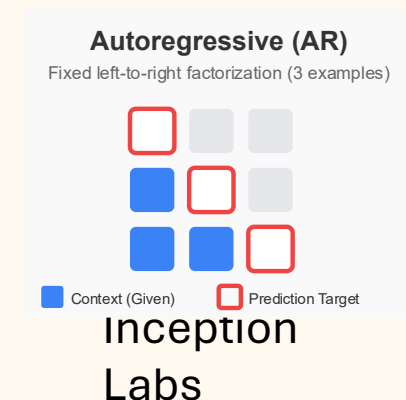 Autoregressive (AR)
Fixed left-to-right factorization (3 examples)
Context (Given) Prediction Target
Inception
Labs